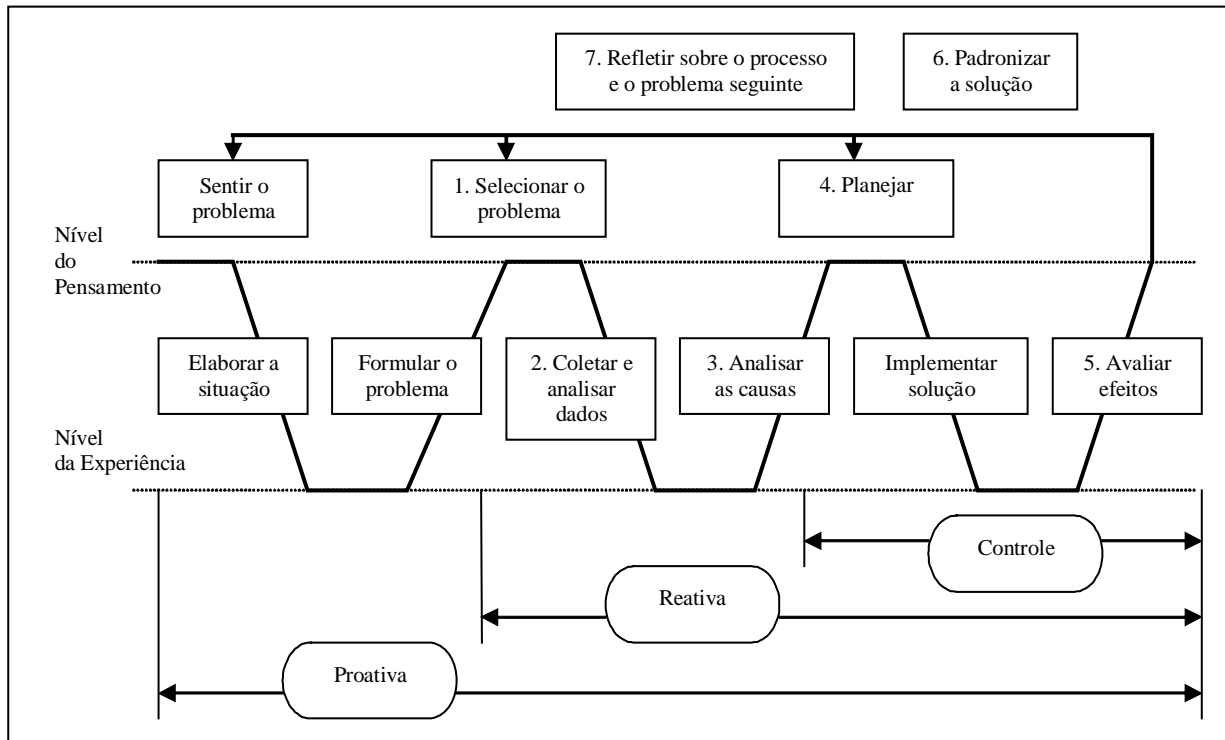 7. Refletir sobre o processo
e o problema seguinte
6. Padronizar
a solução
Sentir o
problema
1. Selecionar o
problema
4. Planejar
Nível
do
Pensamento
Elaborar a
situação
Formular o
problema
2. Coletar e
analisar
dados
3. Analisar
as causas
Implementar
solução
5. Avaliar
efeitos
Nível
da Experiência
Controle
Reativa
Proativa